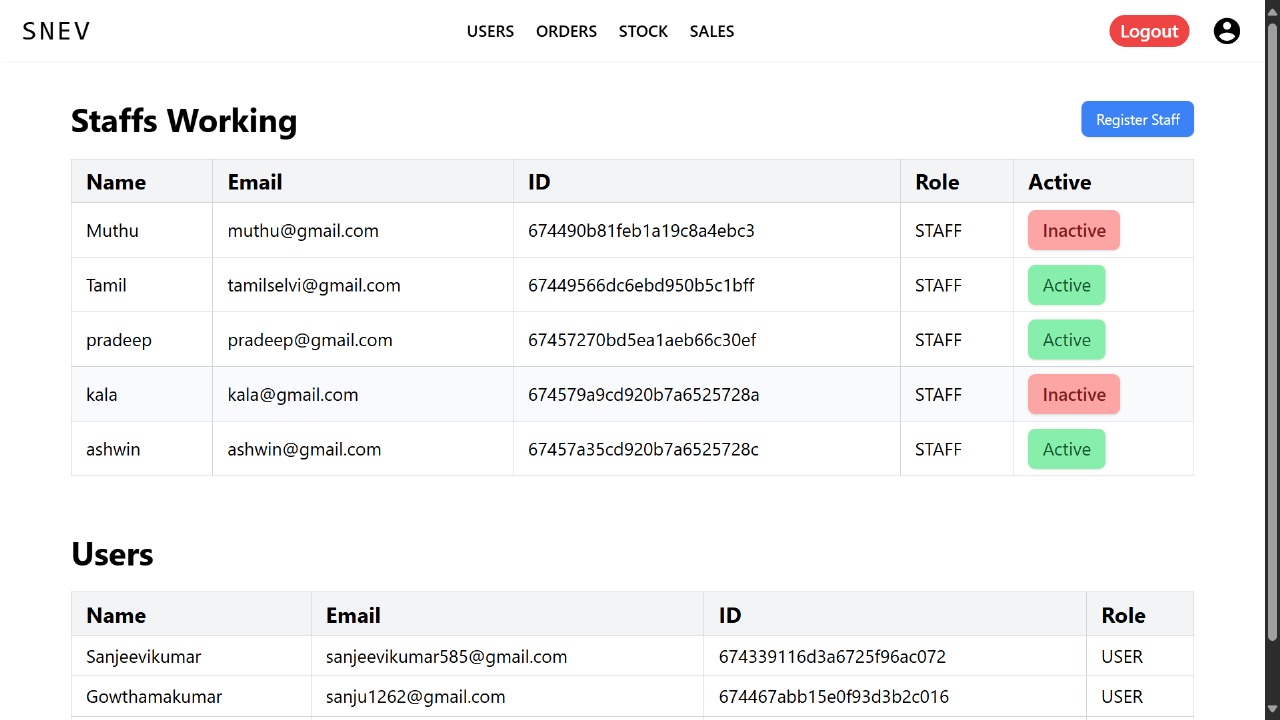 SNEV USERS ORDERS STOCK SALES Logout
Staffs Working Register Staff
Name Email ID Role Active
Muthu muthu@gmail.com 674490b81feb1a19c8a4ebc3 STAFF Inactive
Tamil tamilselvi@gmail.com 67449566dc6ebd950b5c1bff STAFF Active
pradeep pradeep@gmail.com 67457270bd5ea1aeb66c30ef STAFF Active
kala kala@gmail.com 674579a9cd920b7a6525728a STAFF Inactive
ashwin ashwin@gmail.com 67457a35cd920b7a6525728c STAFF Active
Users
Name Email ID Role
Sanjeevikumar sanjeevikumar585@gmail.com 674339116d3a6725f96ac072 USER
Gowthamakumar sanju1262@gmail.com 674467abb15e0f93d3b2c016 USER